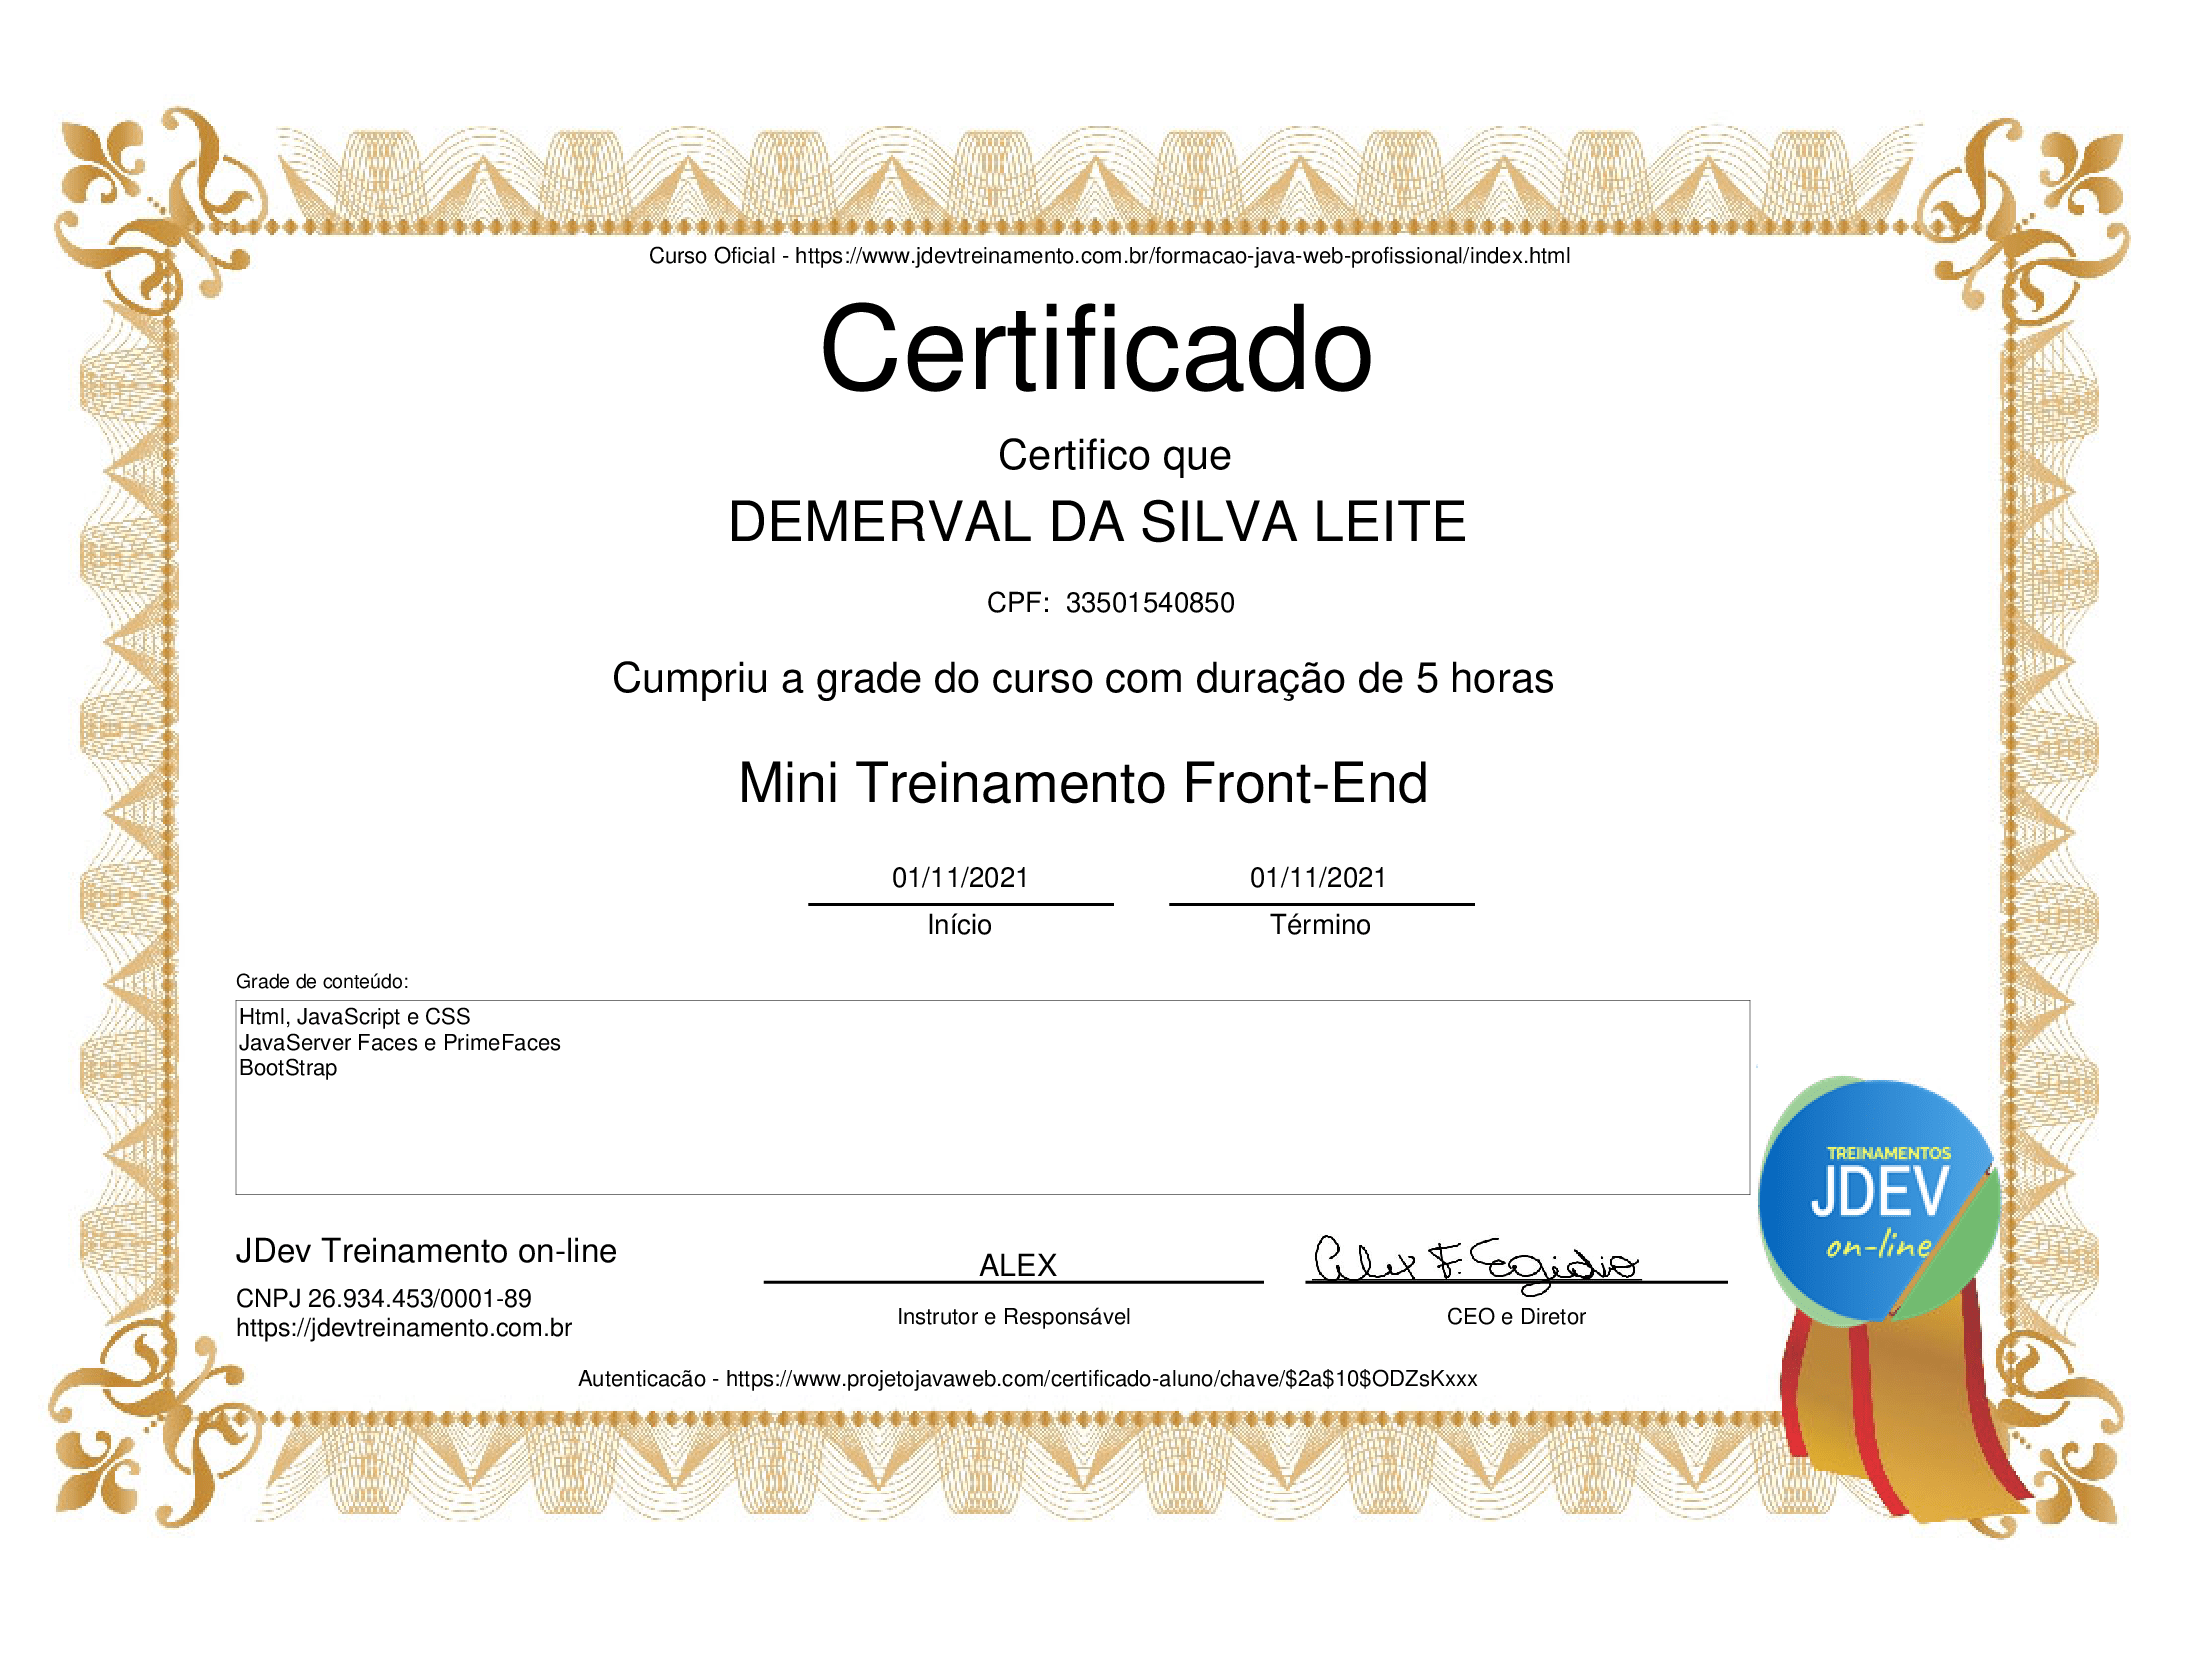 Curso Oficial - https://www.jdevtreinamento.com.br/formacao-java-web-profissional/index.html
Certificado
Certifico que
DEMERVAL DA SILVA LEITE
CPF: 33501540850
Cumpriu a grade do curso com duração de 5 horas
Mini Treinamento Front-End
01/11/2021 01/11/2021
Início Término
Grade de conteúdo:
Html, JavaScript e CSS
JavaServer Faces e PrimeFaces
BootStrap
TREINAMENTOS
JDEV
on-line
JDev Treinamento on-line
ALEX Alex F. Egidio
CNPJ 26.934.453/0001-89
Instrutor e Responsável CEO e Diretor
https://jdevtreinamento.com.br
Autenticacão - https://www.projetojavaweb.com/certificado-aluno/chave/$2a$10$ODZsKxxx